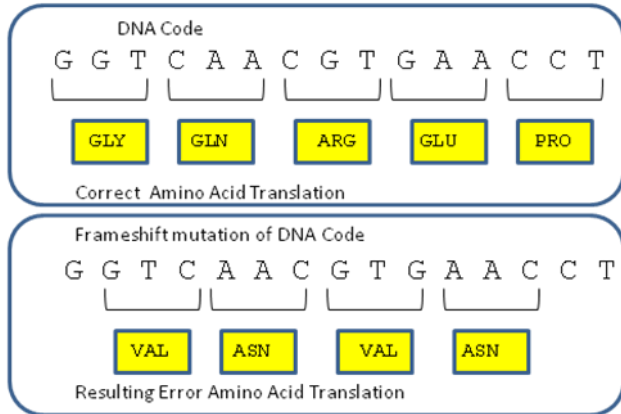 DNA Code
G G T C A A C G T G A A C C T
GLY GLN ARG GLU PRO
Correct Amino Acid Translation
Frameshift mutation of DNA Code
G G T C A A C G T G A A C C T
VAL ASN VAL ASN
Resulting Error Amino Acid Translation